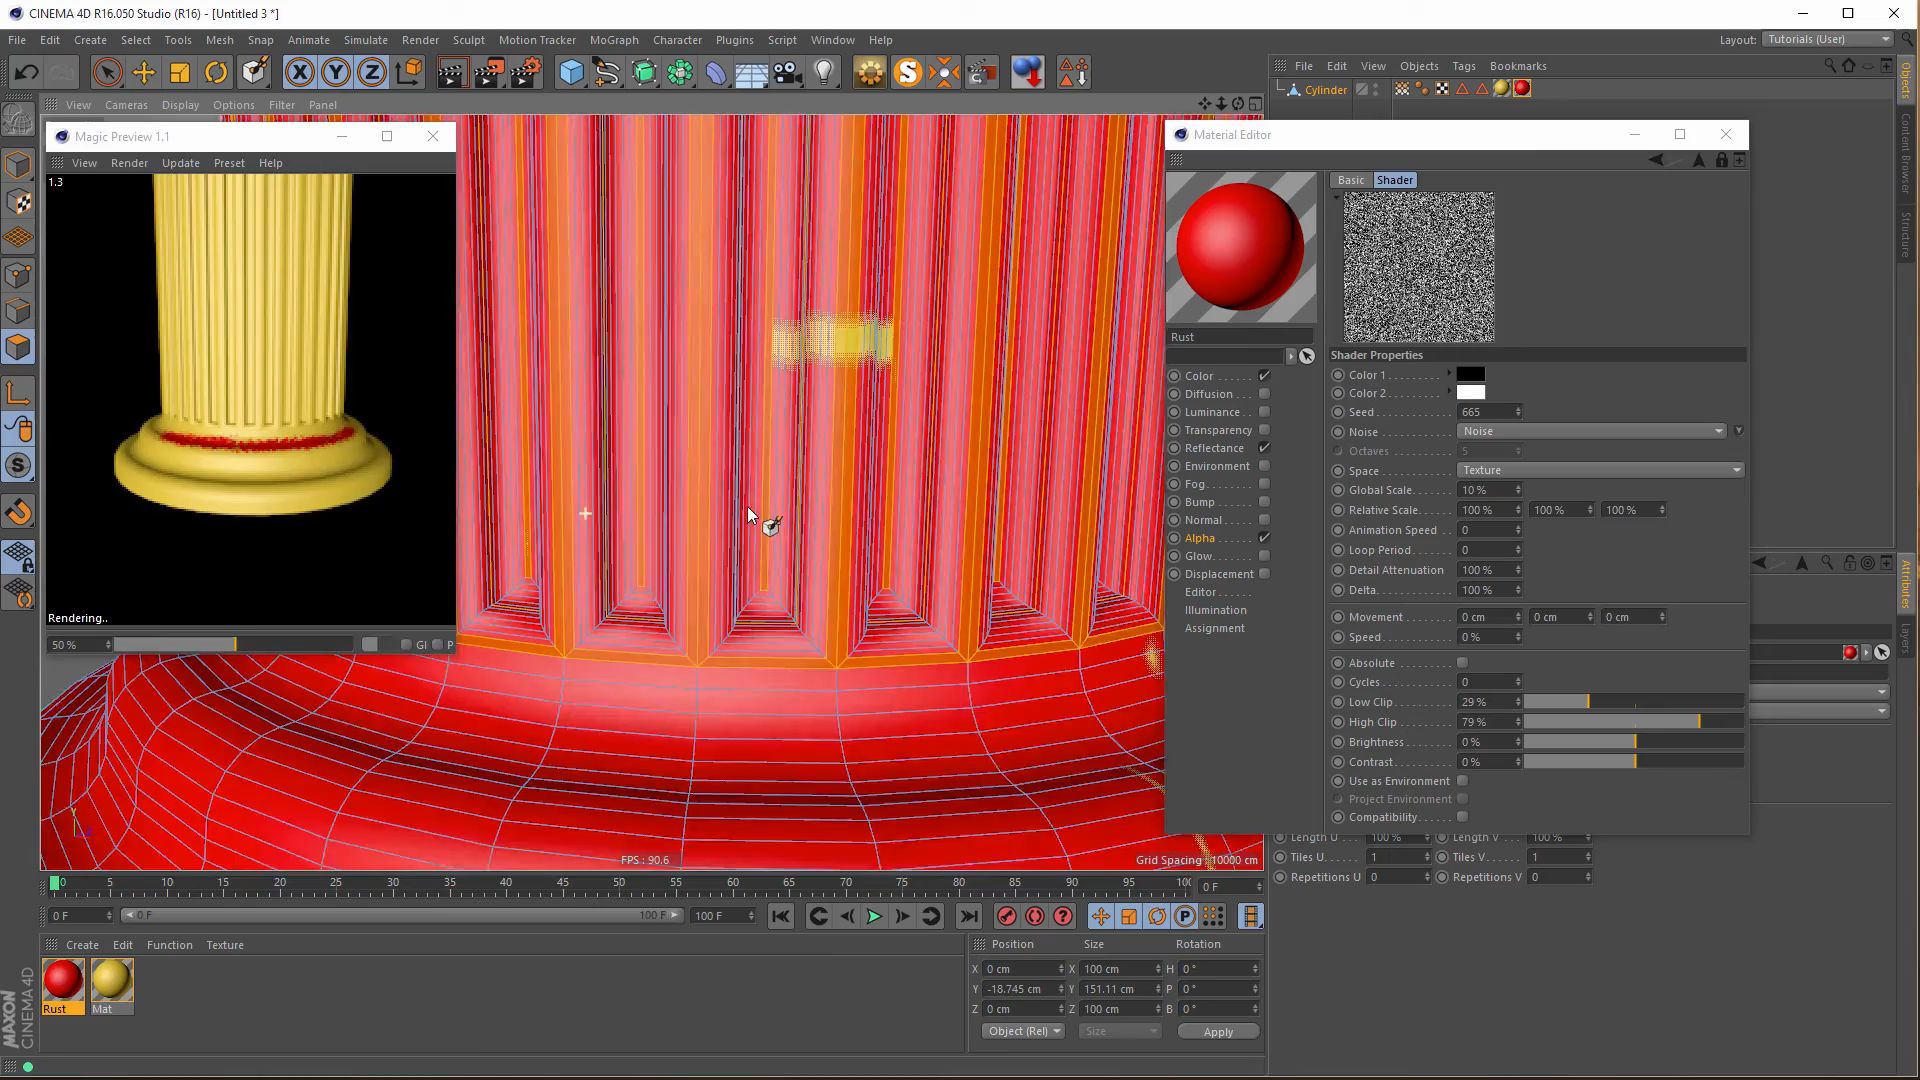 CINEMA 4D R16.050 Studio (R16) - [Untitled 3 *]
File Edit Create Select Tools Mesh Snap Animate Simulate Render Sculpt Motion Tracker MoGraph Character Plugins Script Window Help
Layout: Tutorials (User)
File Edit View Objects Tags Bookmarks
Cylinder
Objects
Content Browser
Structure
View Cameras Display Options Filter Panel
Magic Preview 1.1
View Render Update Preset Help
1.3
Rendering..
50 %
GI P
Material Editor
Basic Shader
Rust
Color
Diffusion
Luminance
Transparency
Reflectance
Environment
Fog
Bump
Normal
Alpha
Glow
Displacement
Editor
Illumination
Assignment
Shader Properties
Color 1
Color 2
Seed 665
Noise Noise
Octaves 5
Space Texture
Global Scale 10 %
Relative Scale 100 % 100 % 100 %
Animation Speed 0
Loop Period 0
Detail Attenuation 100 %
Delta 100 %
Movement 0 cm 0 cm 0 cm
Speed 0 %
Absolute
Cycles 0
Low Clip 29 %
High Clip 79 %
Brightness 0 %
Contrast 0 %
Use as Environment
Project Environment
Compatibility
Attributes
Layers
Length U 100 % Length V 100 %
Tiles U 1 Tiles V 1
Repetitions U 0 Repetitions V 0
Y
FPS : 90.6
Grid Spacing : 10000 cm
0 5 10 15 20 25 30 35 40 45 50 55 60 65 70 75 80 85 90 95 100
0 F
0 F 0 F 100 F 100 F
Create Edit Function Texture
Rust Mat
Position Size Rotation
X 0 cm X 100 cm H 0 °
Y -18.745 cm Y 151.11 cm P 0 °
Z 0 cm Z 100 cm B 0 °
Object (Rel) Size Apply
MAXON
CINEMA 4D